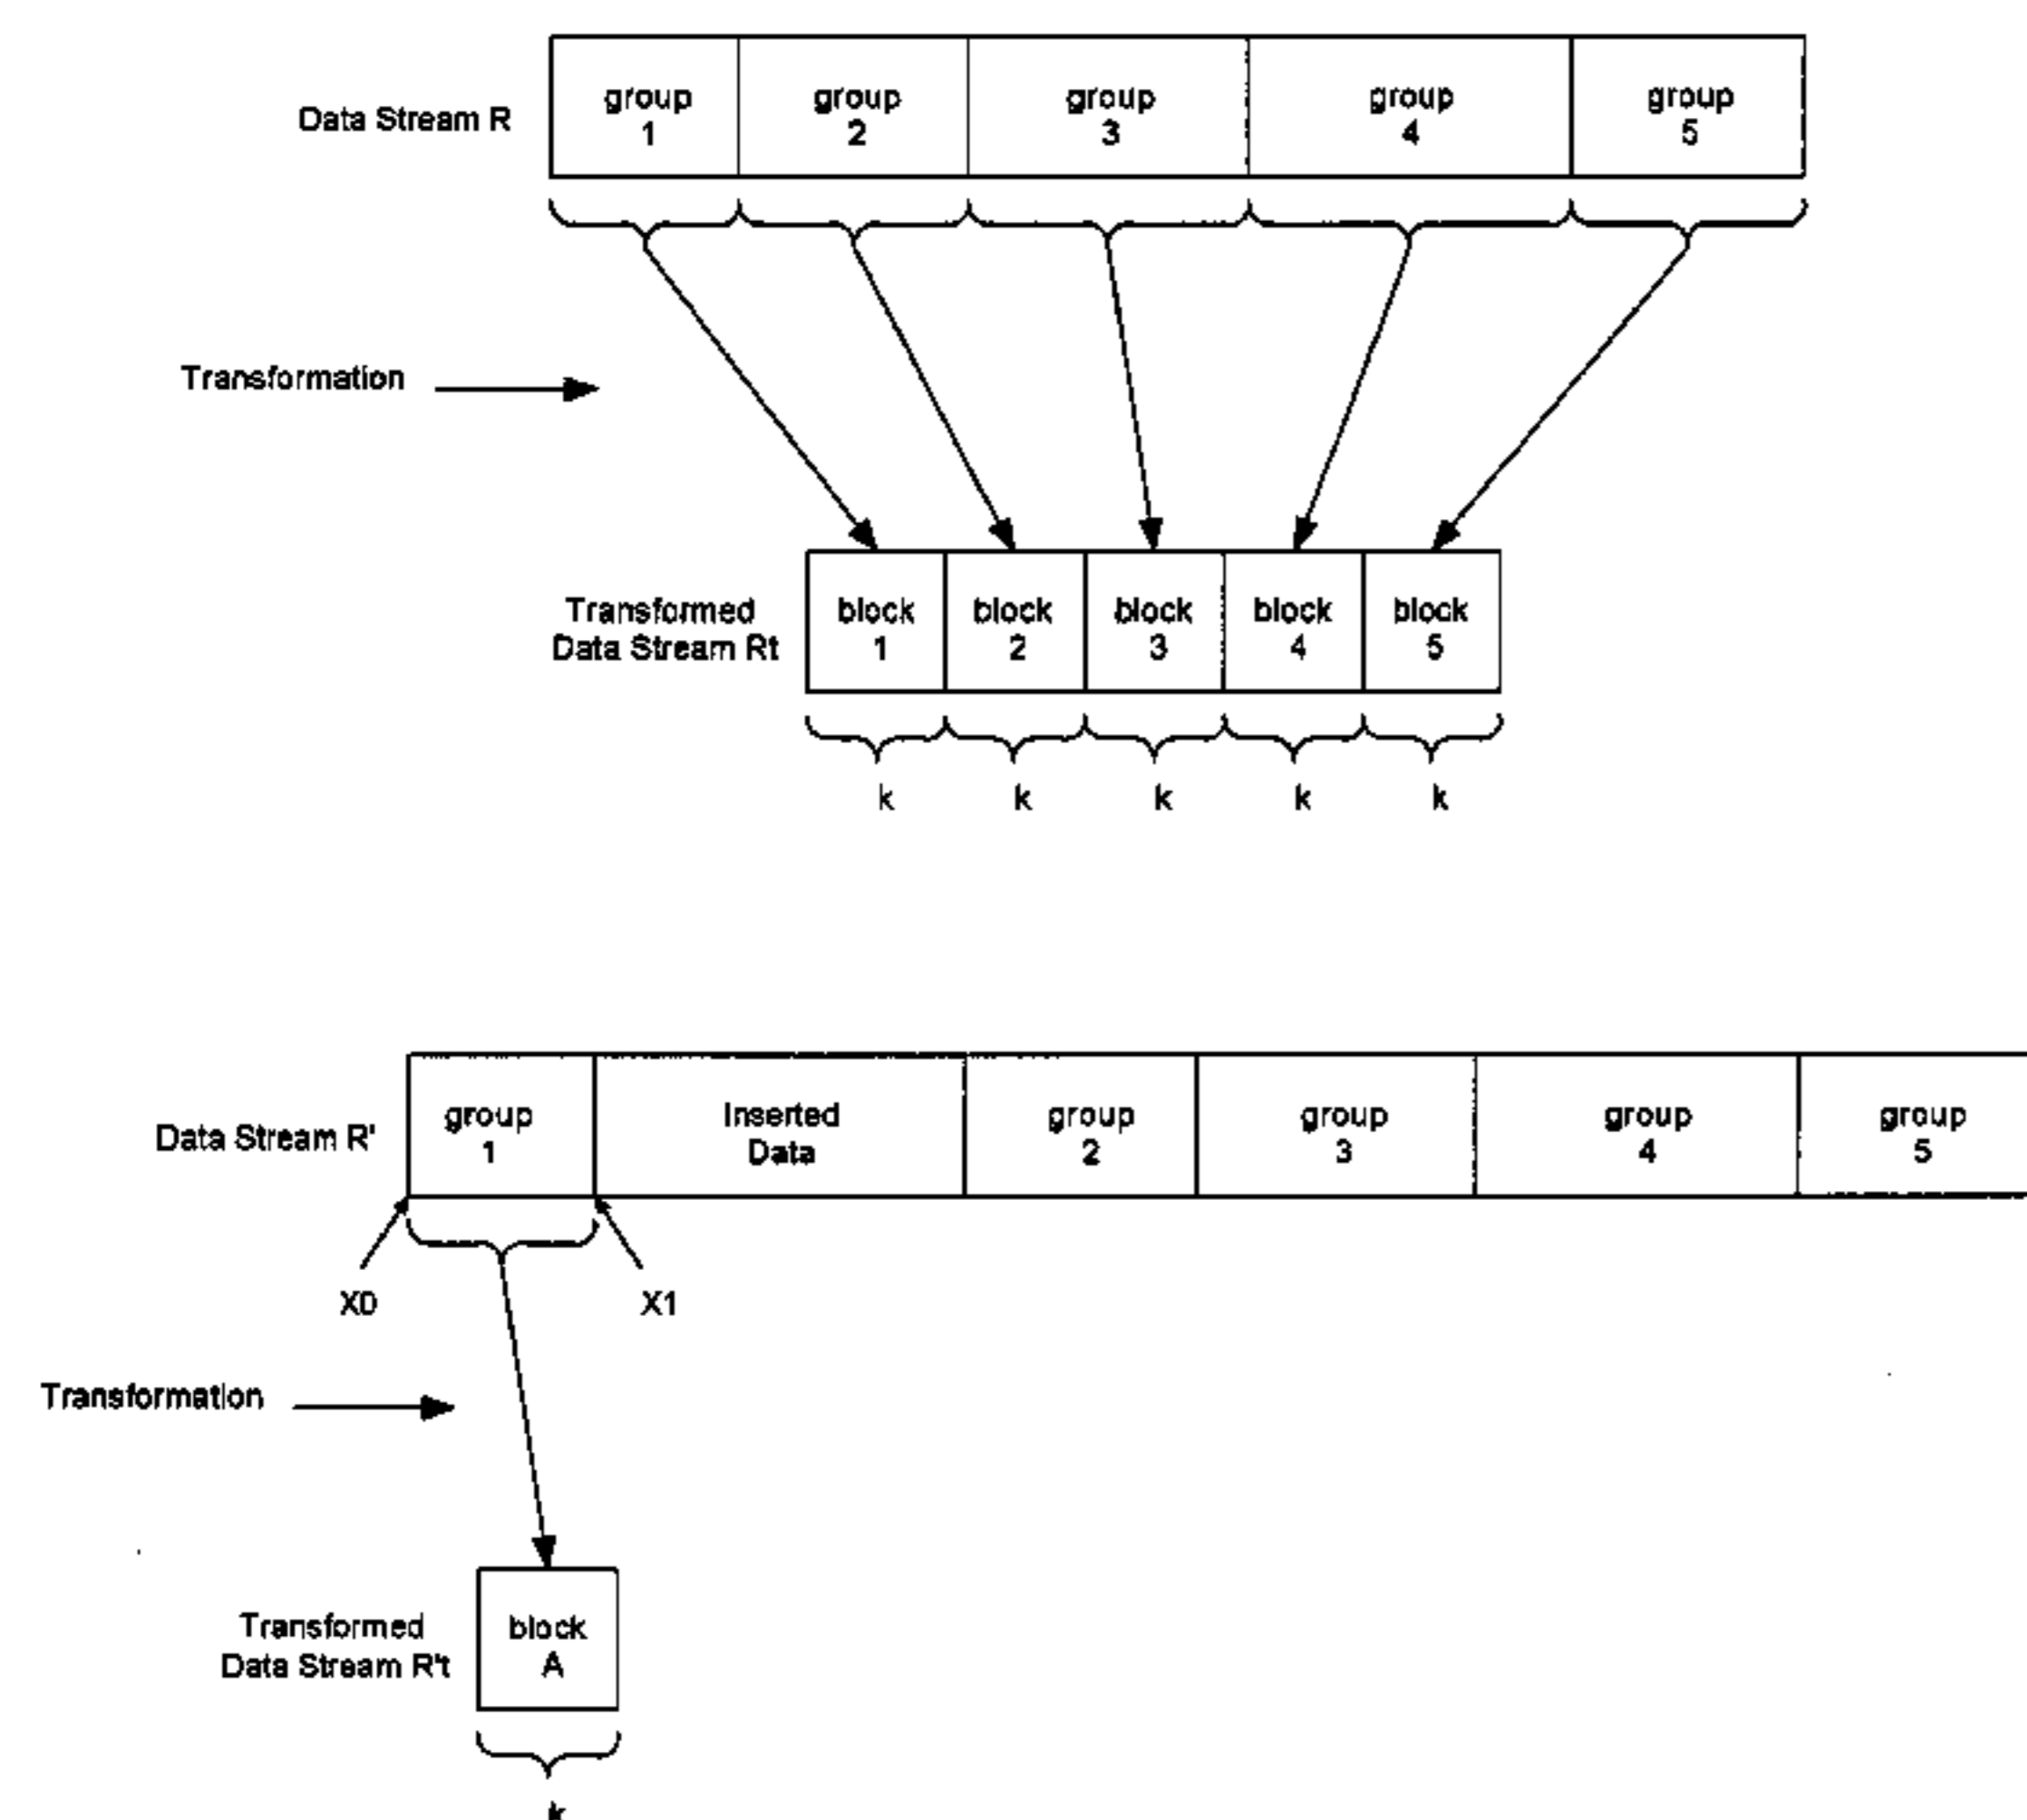 Data Stream R
group
1
group
2
group
3
group
4
group
5
Transformation
Transformed
Data Stream Rt
block
1
block
2
block
3
block
4
block
5
k
k
k
k
k
Data Stream R'
group
1
Inserted
Data
group
2
group
3
group
4
group
5
X0
X1
Transformation
Transformed
Data Stream R't
block
A
k